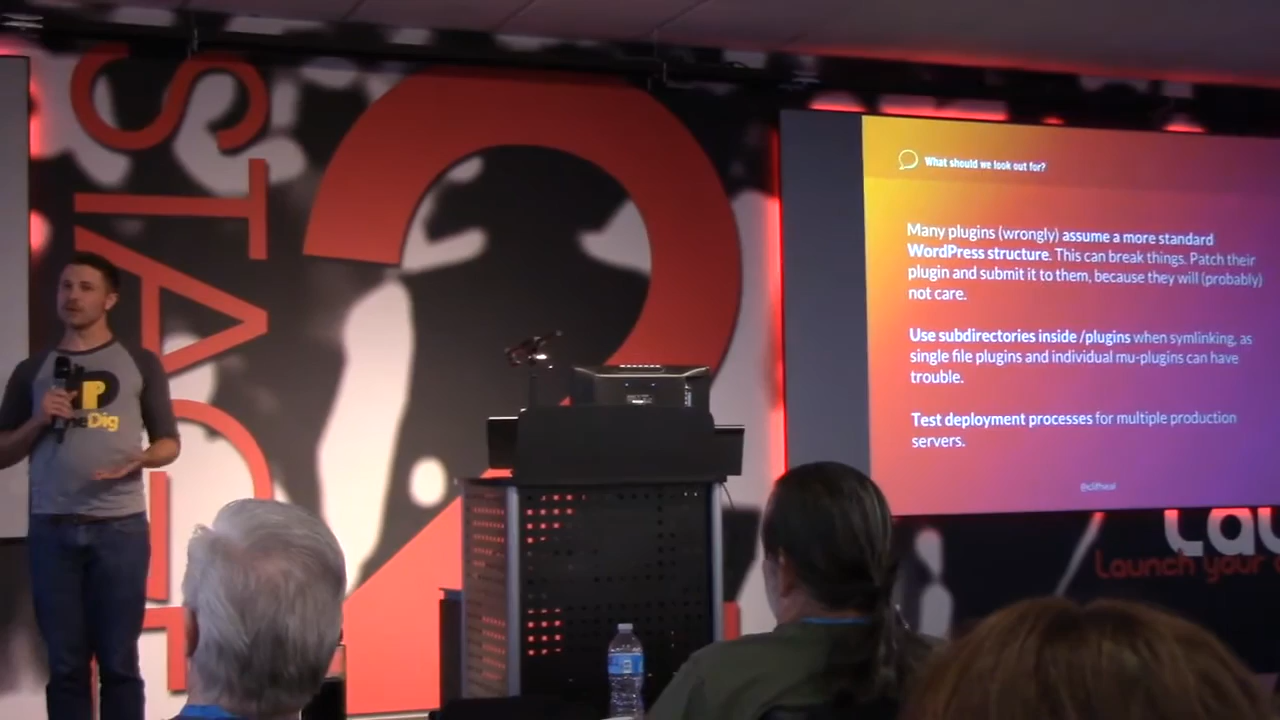 STAGE
2
What should we look out for?
Many plugins (wrongly) assume a more standard
WordPress structure. This can break things. Patch their
plugin and submit it to them, because they will (probably)
not care.
Use subdirectories inside /plugins when symlinking, as
single file plugins and individual mu-plugins can have
trouble.
Test deployment processes for multiple production
servers.
Dig
Launch your